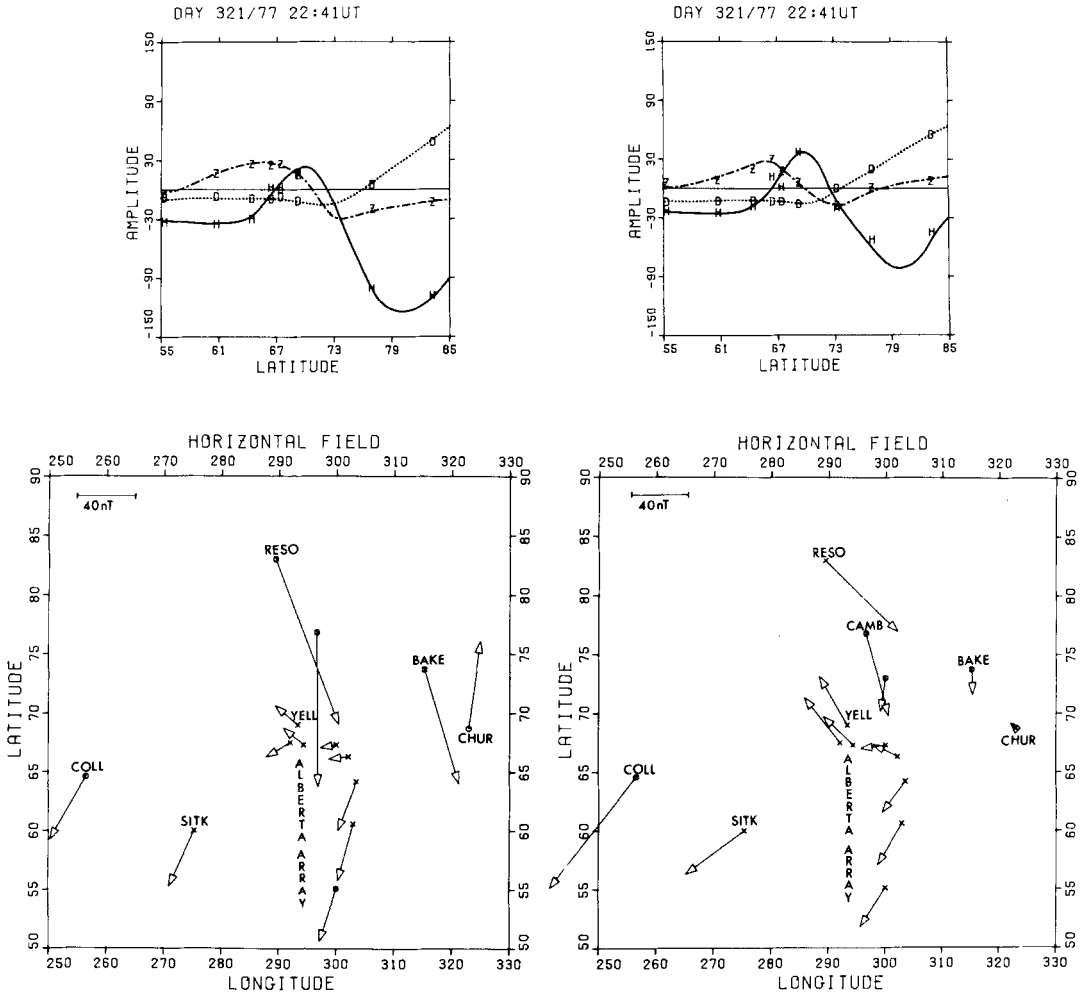 DAY 321/77 22:41UT
150
90
30
-30
-90
-150
AMPLITUDE
Z Z Z Z Z
D D D D D D D
H H H H H H
55 61 67 73 79 85
LATITUDE
DAY 321/77 22:41UT
150
90
30
-30
-90
-150
AMPLITUDE
55 61 67 73 79 85
LATITUDE
HORIZONTAL FIELD
250 260 270 280 290 300 310 320 330
40nT
RESO
BAKE
YELL
CHUR
COLL
SITK
ALBERTA ARRAY
LATITUDE
90
85
80
75
70
65
60
55
50
250 260 270 280 290 300 310 320 330
LONGITUDE
HORIZONTAL FIELD
250 260 270 280 290 300 310 320 330
40nT
RESO
CAMB
BAKE
YELL
CHUR
COLL
SITK
ALBERTA ARRAY
LATITUDE
90
85
80
75
70
65
60
55
50
250 260 270 280 290 300 310 320 330
LONGITUDE